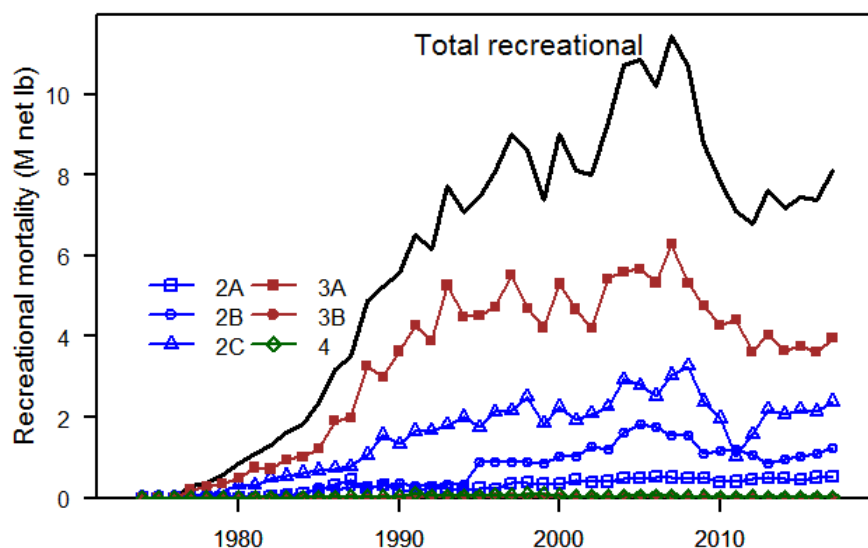 Total recreational
Recreational mortality (M net lb)
10
8
6
4
2
0
2A 3A
2B 3B
2C 4
1980 1990 2000 2010